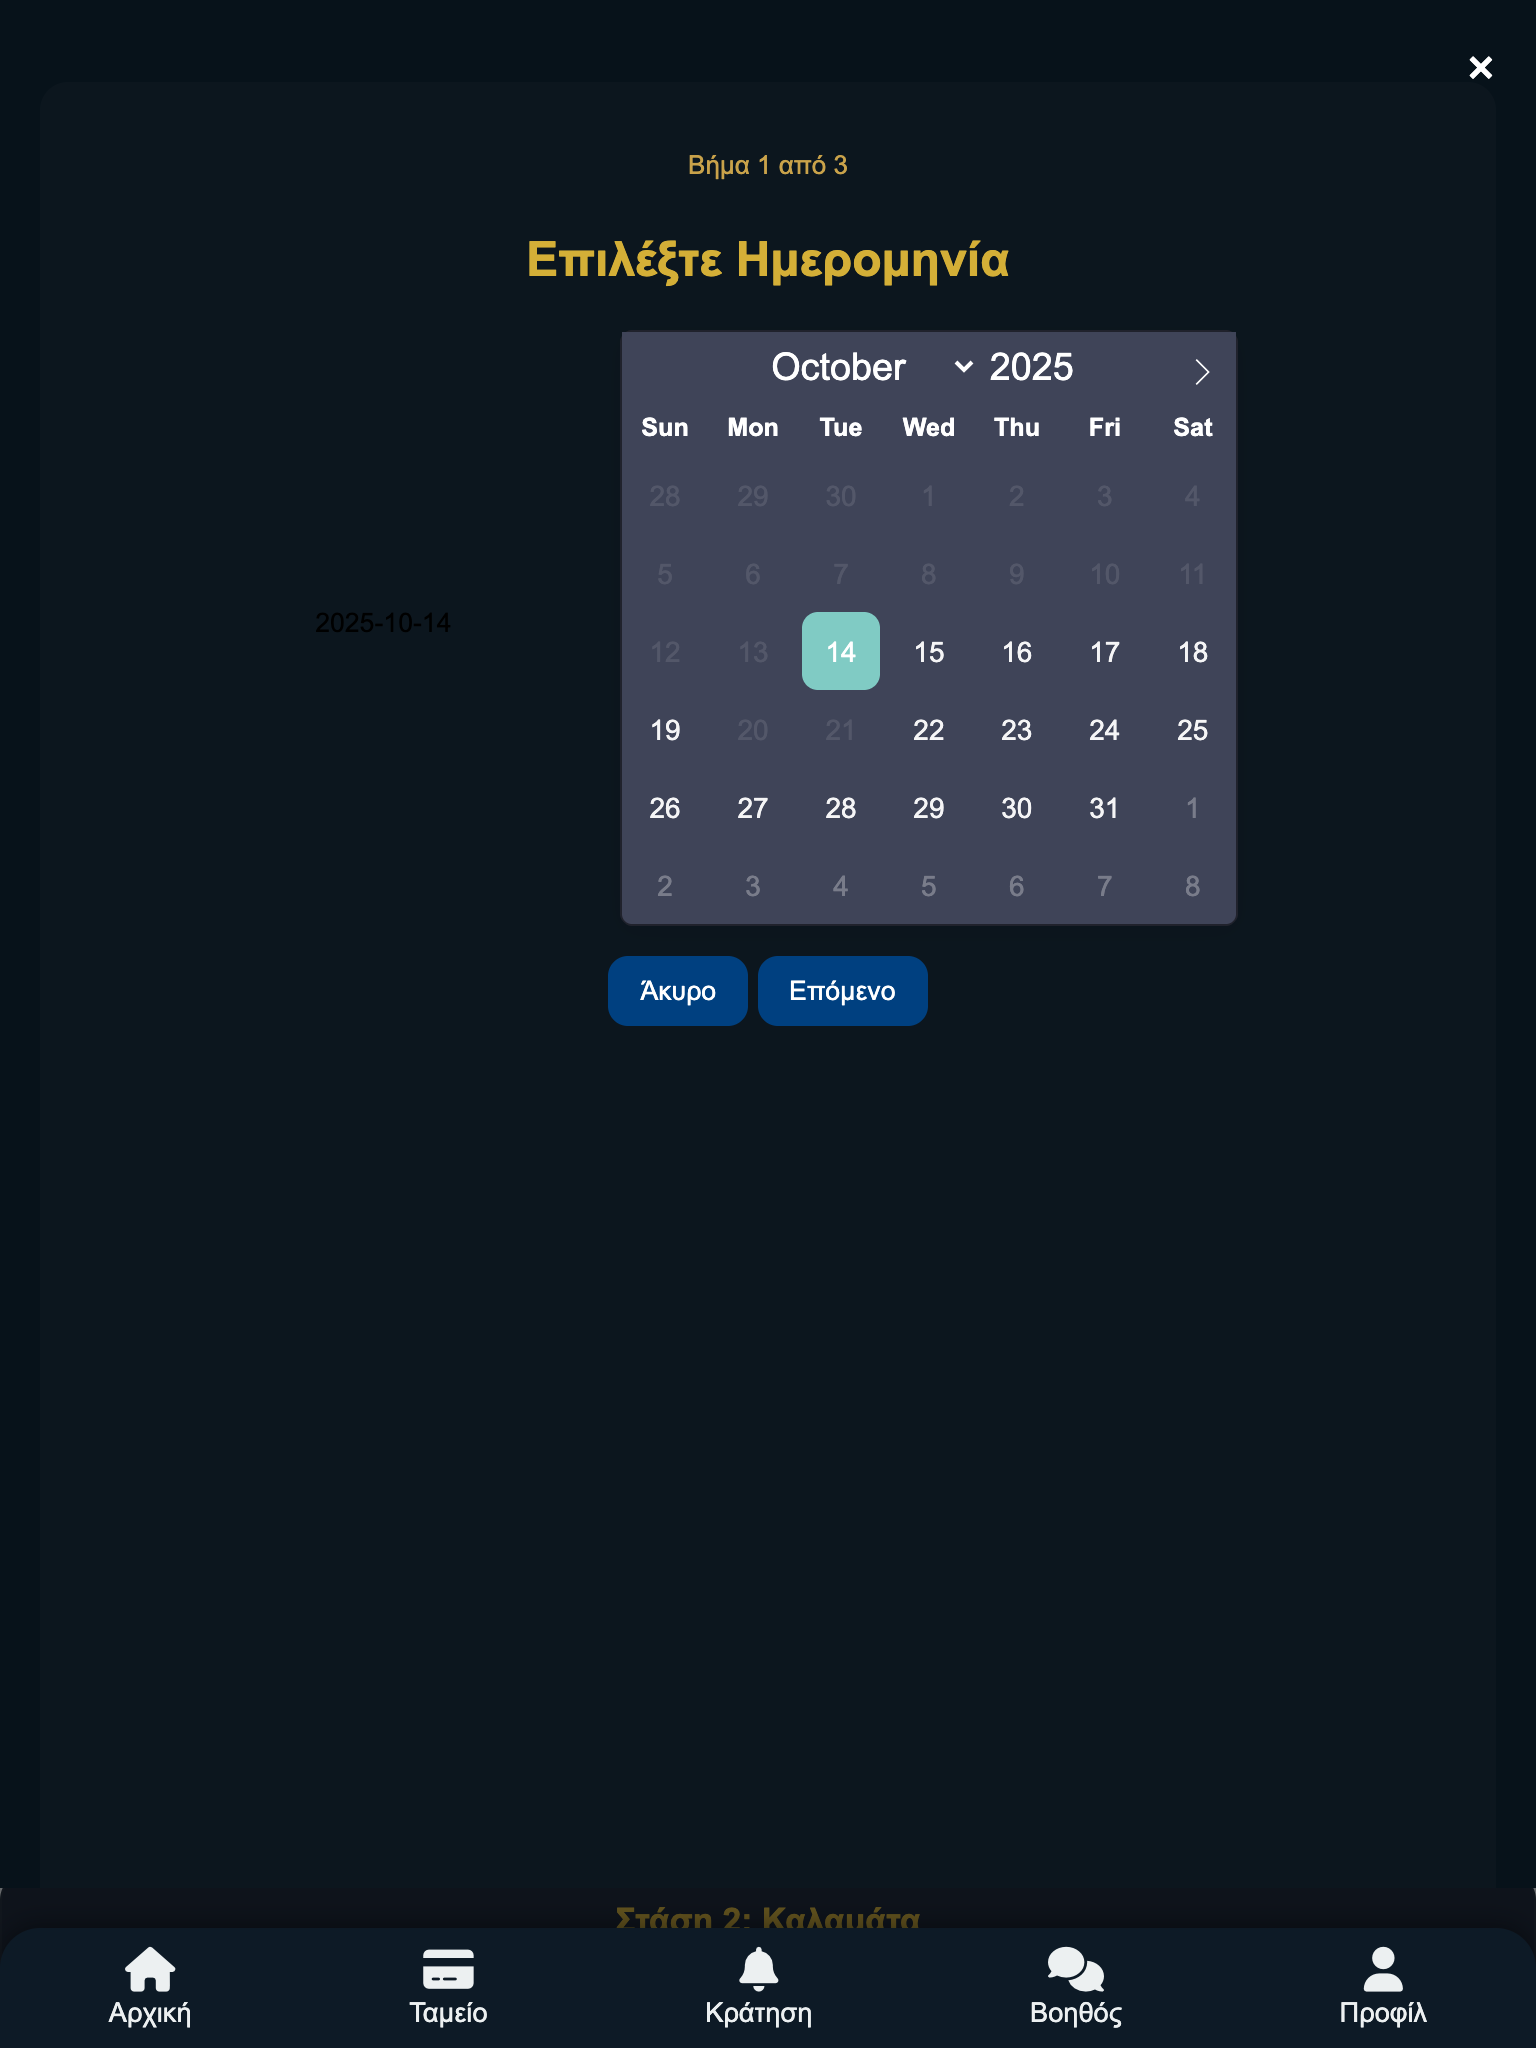 ×
Βήμα 1 από 3
Επιλέξτε Ημερομηνία
October 2025
Sun Mon Tue Wed Thu Fri Sat
28 29 30 1 2 3 4
5 6 7 8 9 10 11
2025-10-14
12 13 14 15 16 17 18
19 20 21 22 23 24 25
26 27 28 29 30 31 1
2 3 4 5 6 7 8
Άκυρο Επόμενο
Στάση 2: Καλαμάτα
Αρχική Ταμείο Κράτηση Βοηθός Προφίλ